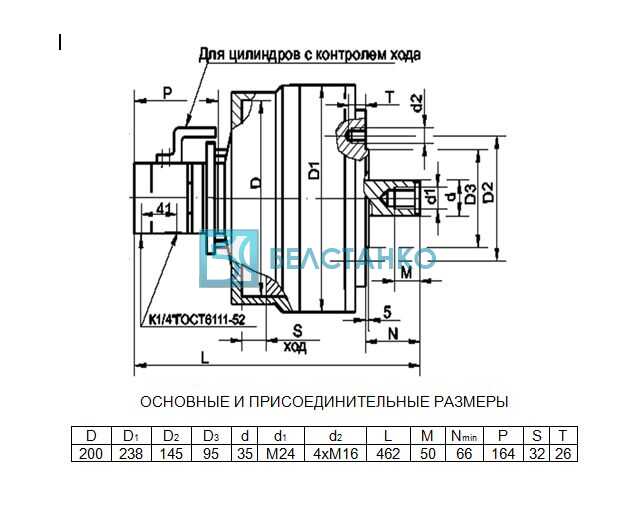 Для цилиндров с контролем хода
P
T
d2
D
D1
d1
d
D3
D2
41
БЕЛСТАНКО
M
5
К1/4"ГОСТ6111-52
S
ход
N
L
ОСНОВНЫЕ И ПРИСОЕДИНИТЕЛЬНЫЕ РАЗМЕРЫ
D D1 D2 D3 d d1 d2 L M Nmin P S T
200 238 145 95 35 M24 4xM16 462 50 66 164 32 26